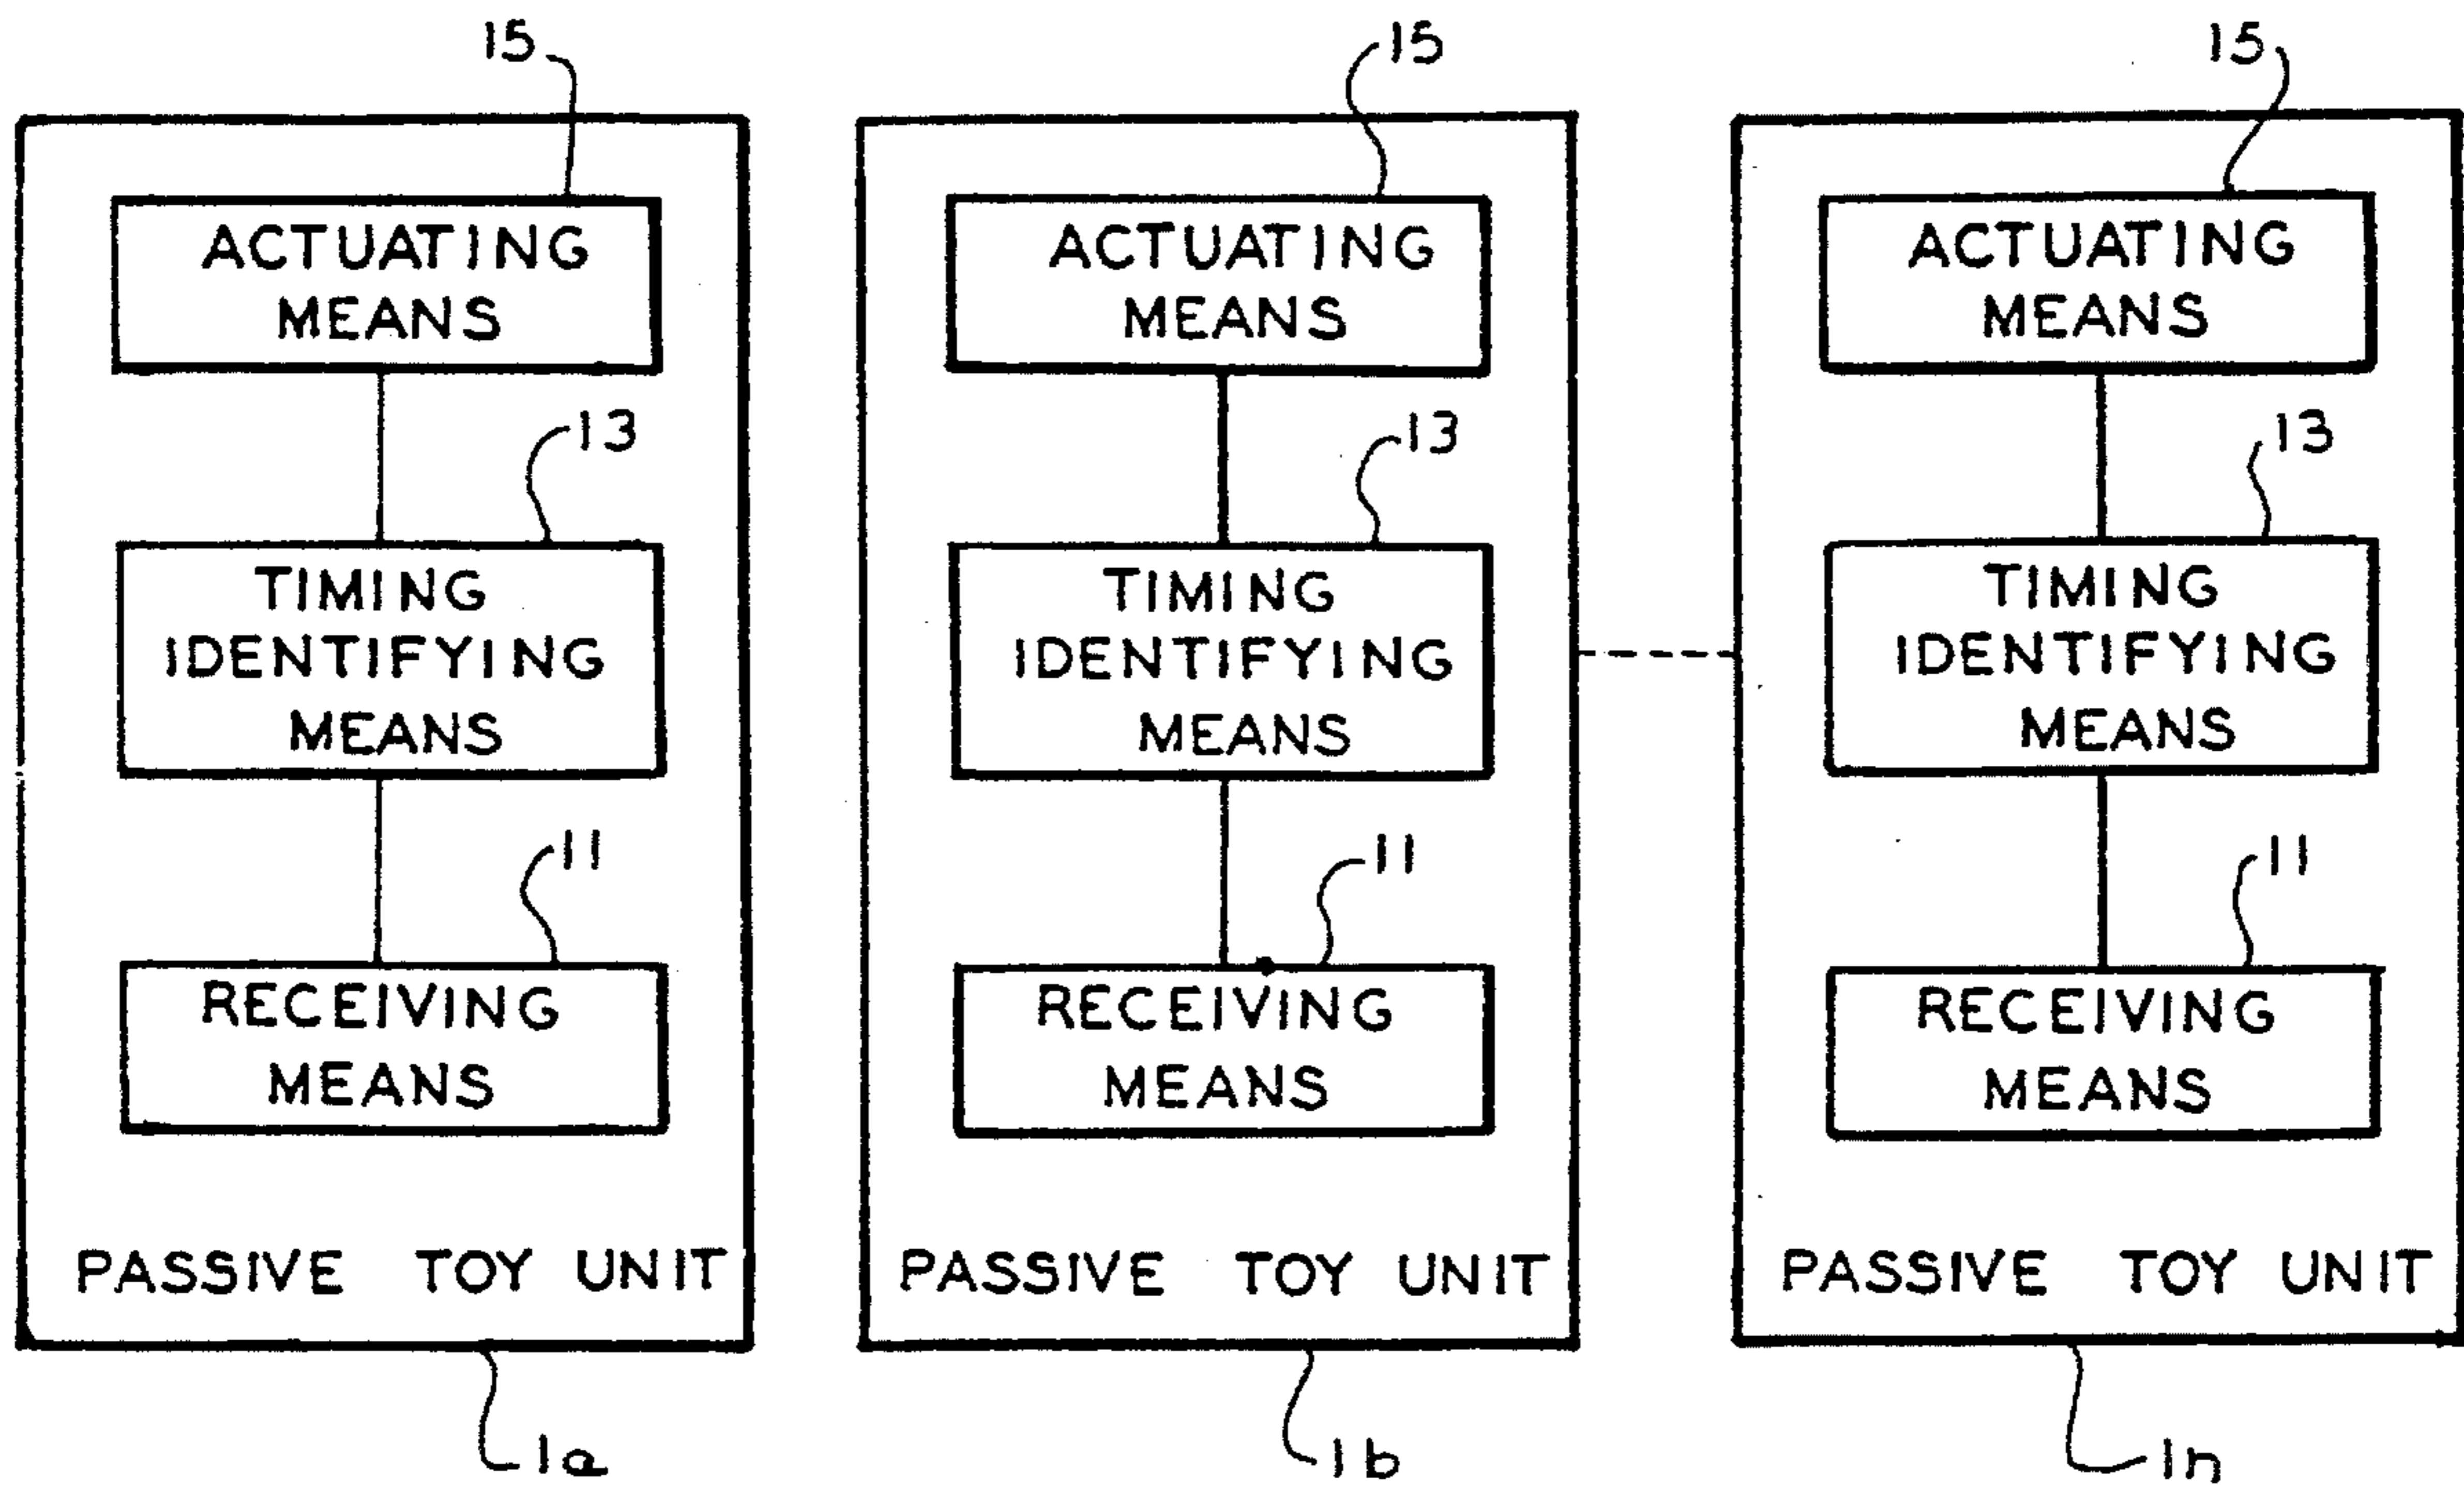 15
ACTUATING
MEANS
13
TIMING
IDENTIFYING
MEANS
11
RECEIVING
MEANS
PASSIVE TOY UNIT
1a
15
ACTUATING
MEANS
13
TIMING
IDENTIFYING
MEANS
11
RECEIVING
MEANS
PASSIVE TOY UNIT
1b
15
ACTUATING
MEANS
13
TIMING
IDENTIFYING
MEANS
11
RECEIVING
MEANS
PASSIVE TOY UNIT
1n